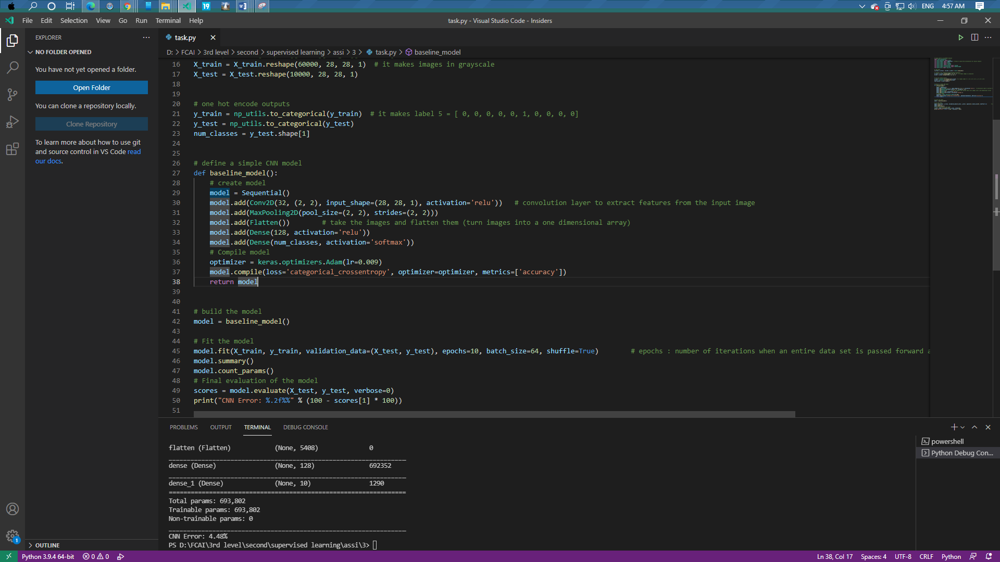 19
ENG
4:57 AM
File Edit Selection View Go Run Terminal Help
task.py - Visual Studio Code - Insiders
EXPLORER
NO FOLDER OPENED
You have not yet opened a folder.
Open Folder
You can clone a repository locally.
Clone Repository
To learn more about how to use git
and source control in VS Code read
our docs.
OUTLINE
task.py
D: > FCAI > 3rd level > second > supervised learning > assi > 3 > task.py > baseline_model
16 X_train = X_train.reshape(60000, 28, 28, 1)  # it makes images in grayscale
17 X_test = X_test.reshape(10000, 28, 28, 1)
18
19
20 # one hot encode outputs
21 y_train = np_utils.to_categorical(y_train)  # it makes label 5 = [ 0, 0, 0, 0, 0, 1, 0, 0, 0, 0]
22 y_test = np_utils.to_categorical(y_test)
23 num_classes = y_test.shape[1]
24
25
26 # define a simple CNN model
27 def baseline_model():
28     # create model
29     model = Sequential()
30     model.add(Conv2D(32, (2, 2), input_shape=(28, 28, 1), activation='relu'))   # convolution layer to extract features from the input image
31     model.add(MaxPooling2D(pool_size=(2, 2), strides=(2, 2)))
32     model.add(Flatten())        # take the images and flatten them (turn images into a one dimensional array)
33     model.add(Dense(128, activation='relu'))
34     model.add(Dense(num_classes, activation='softmax'))
35     # Compile model
36     optimizer = keras.optimizers.Adam(lr=0.009)
37     model.compile(loss='categorical_crossentropy', optimizer=optimizer, metrics=['accuracy'])
38     return model
39
40
41 # build the model
42 model = baseline_model()
43
44 # Fit the model
45 model.fit(X_train, y_train, validation_data=(X_test, y_test), epochs=10, batch_size=64, shuffle=True)        # epochs : number of iterations when an entire data set is passed forward a
46 model.summary()
47 model.count_params()
48 # Final evaluation of the model
49 scores = model.evaluate(X_test, y_test, verbose=0)
50 print("CNN Error: %.2f%%" % (100 - scores[1] * 100))
51
PROBLEMS OUTPUT TERMINAL DEBUG CONSOLE
flatten (Flatten)           (None, 5408)             0
_________________________________________________________________
dense (Dense)               (None, 128)              692352
_________________________________________________________________
dense_1 (Dense)             (None, 10)               1290
=================================================================
Total params: 693,802
Trainable params: 693,802
Non-trainable params: 0
_________________________________________________________________
CNN Error: 4.48%
PS D:\FCAI\3rd level\second\supervised learning\assi\3>
powershell
Python Debug Con...
1
Python 3.9.4 64-bit 0 0
Ln 38, Col 17 Spaces: 4 UTF-8 CRLF Python